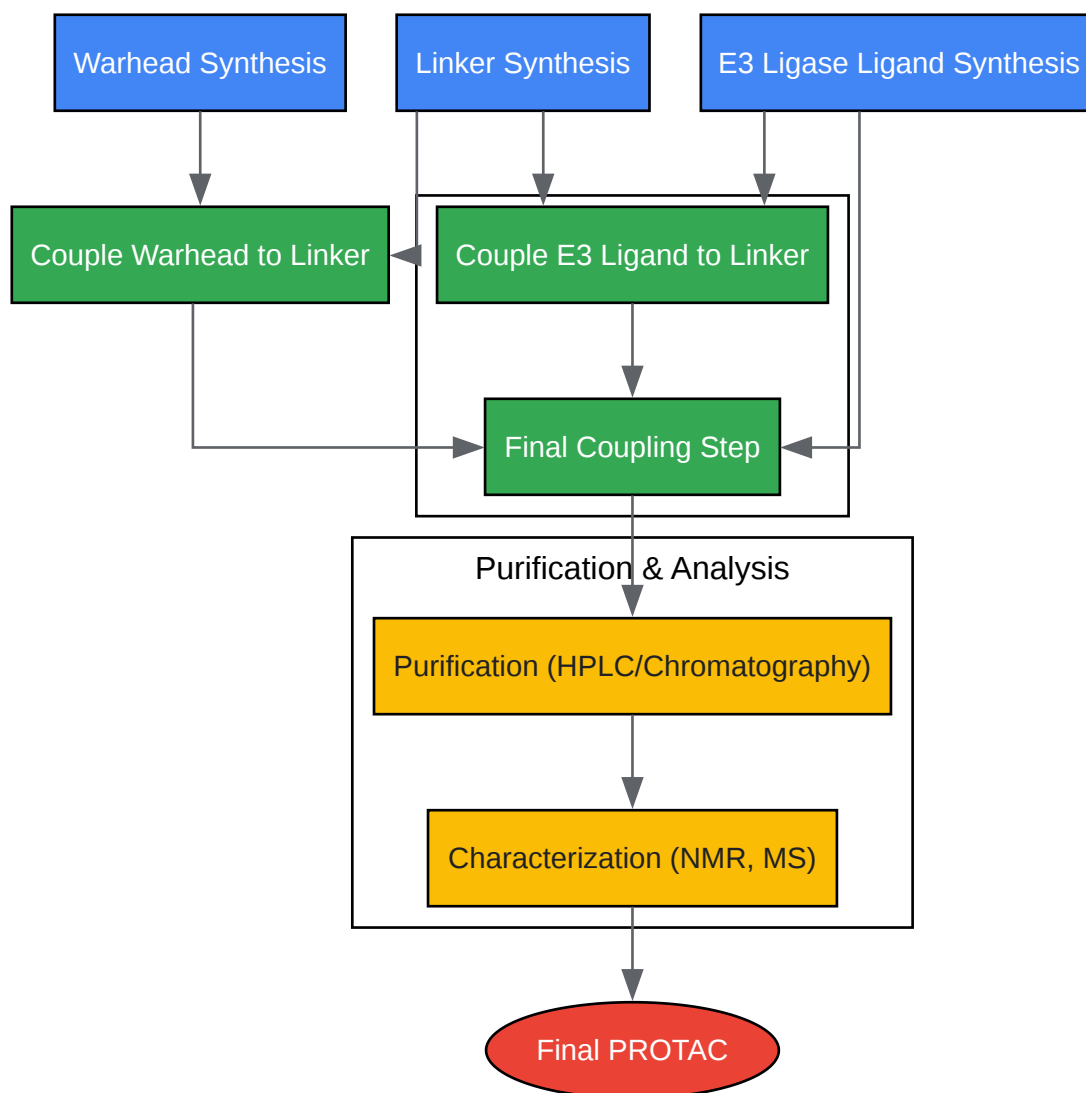 Warhead Synthesis
Linker Synthesis
E3 Ligase Ligand Synthesis
Couple Warhead to Linker
Couple E3 Ligand to Linker
Final Coupling Step
Purification & Analysis
Purification (HPLC/Chromatography)
Characterization (NMR, MS)
Final PROTAC